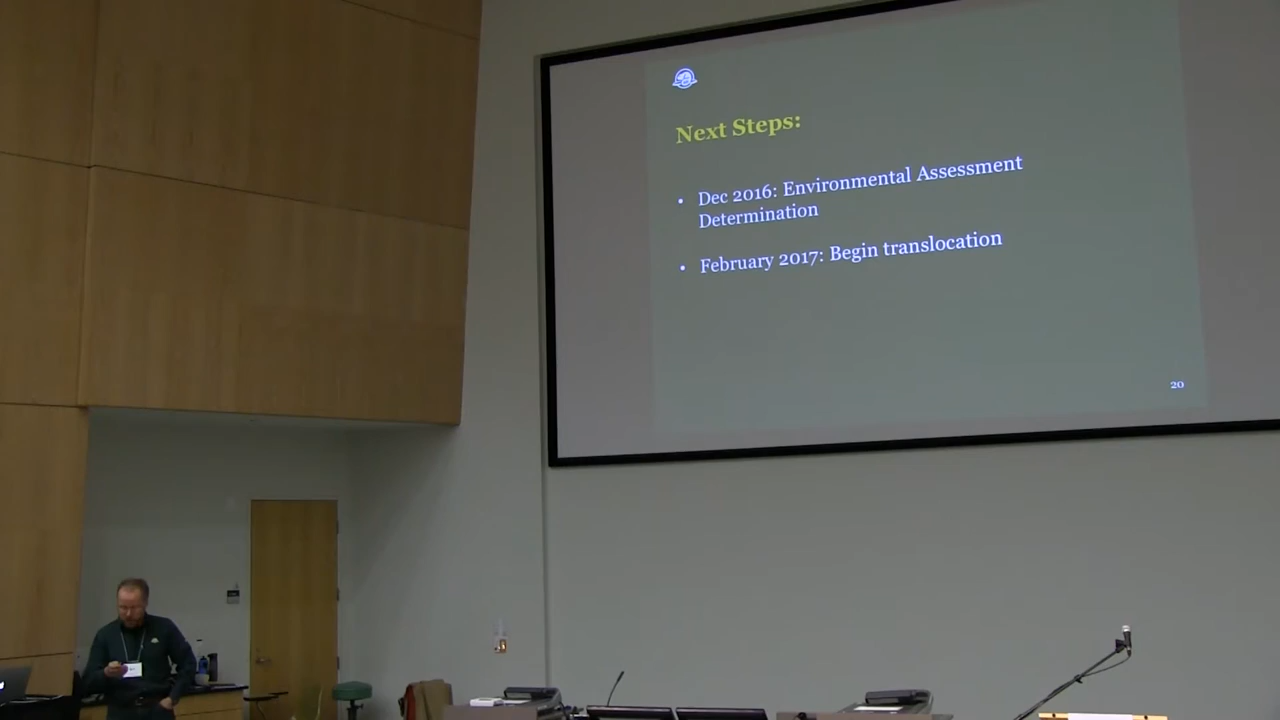 Next Steps:
• Dec 2016: Environmental Assessment
Determination
• February 2017: Begin translocation
20